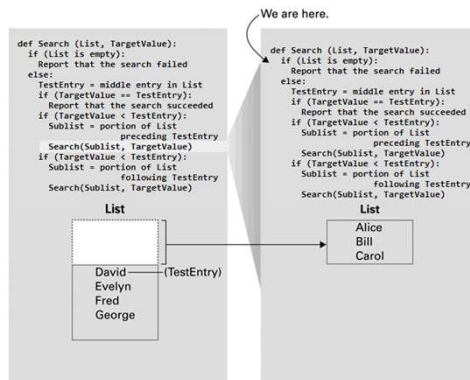 We are here.
def Search (List, TargetValue):
if (List is empty):
Report that the search failed
else:
TestEntry = middle entry in List
if (TargetValue == TestEntry):
Report that the search succeeded
if (TargetValue < TestEntry):
Sublist = portion of List
preceding TestEntry
Search(Sublist, TargetValue)
if (TargetValue < TestEntry):
Sublist = portion of List
following TestEntry
Search(Sublist, TargetValue)
List
David (TestEntry)
Evelyn
Fred
George
def Search (List, TargetValue):
if (List is empty):
Report that the search failed
else:
TestEntry = middle entry in List
if (TargetValue == TestEntry):
Report that the search succeeded
if (TargetValue < TestEntry):
Sublist = portion of List
preceding TestEntry
Search(Sublist, TargetValue)
if (TargetValue < TestEntry):
Sublist = portion of List
following TestEntry
Search(Sublist, TargetValue)
List
Alice
Bill
Carol